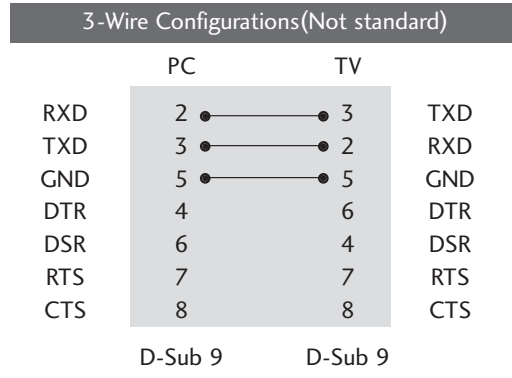 3-Wire Configurations(Not standard)
PC TV
RXD 2 3 TXD
TXD 3 2 RXD
GND 5 5 GND
DTR 4 6 DTR
DSR 6 4 DSR
RTS 7 7 RTS
CTS 8 8 CTS
D-Sub 9 D-Sub 9